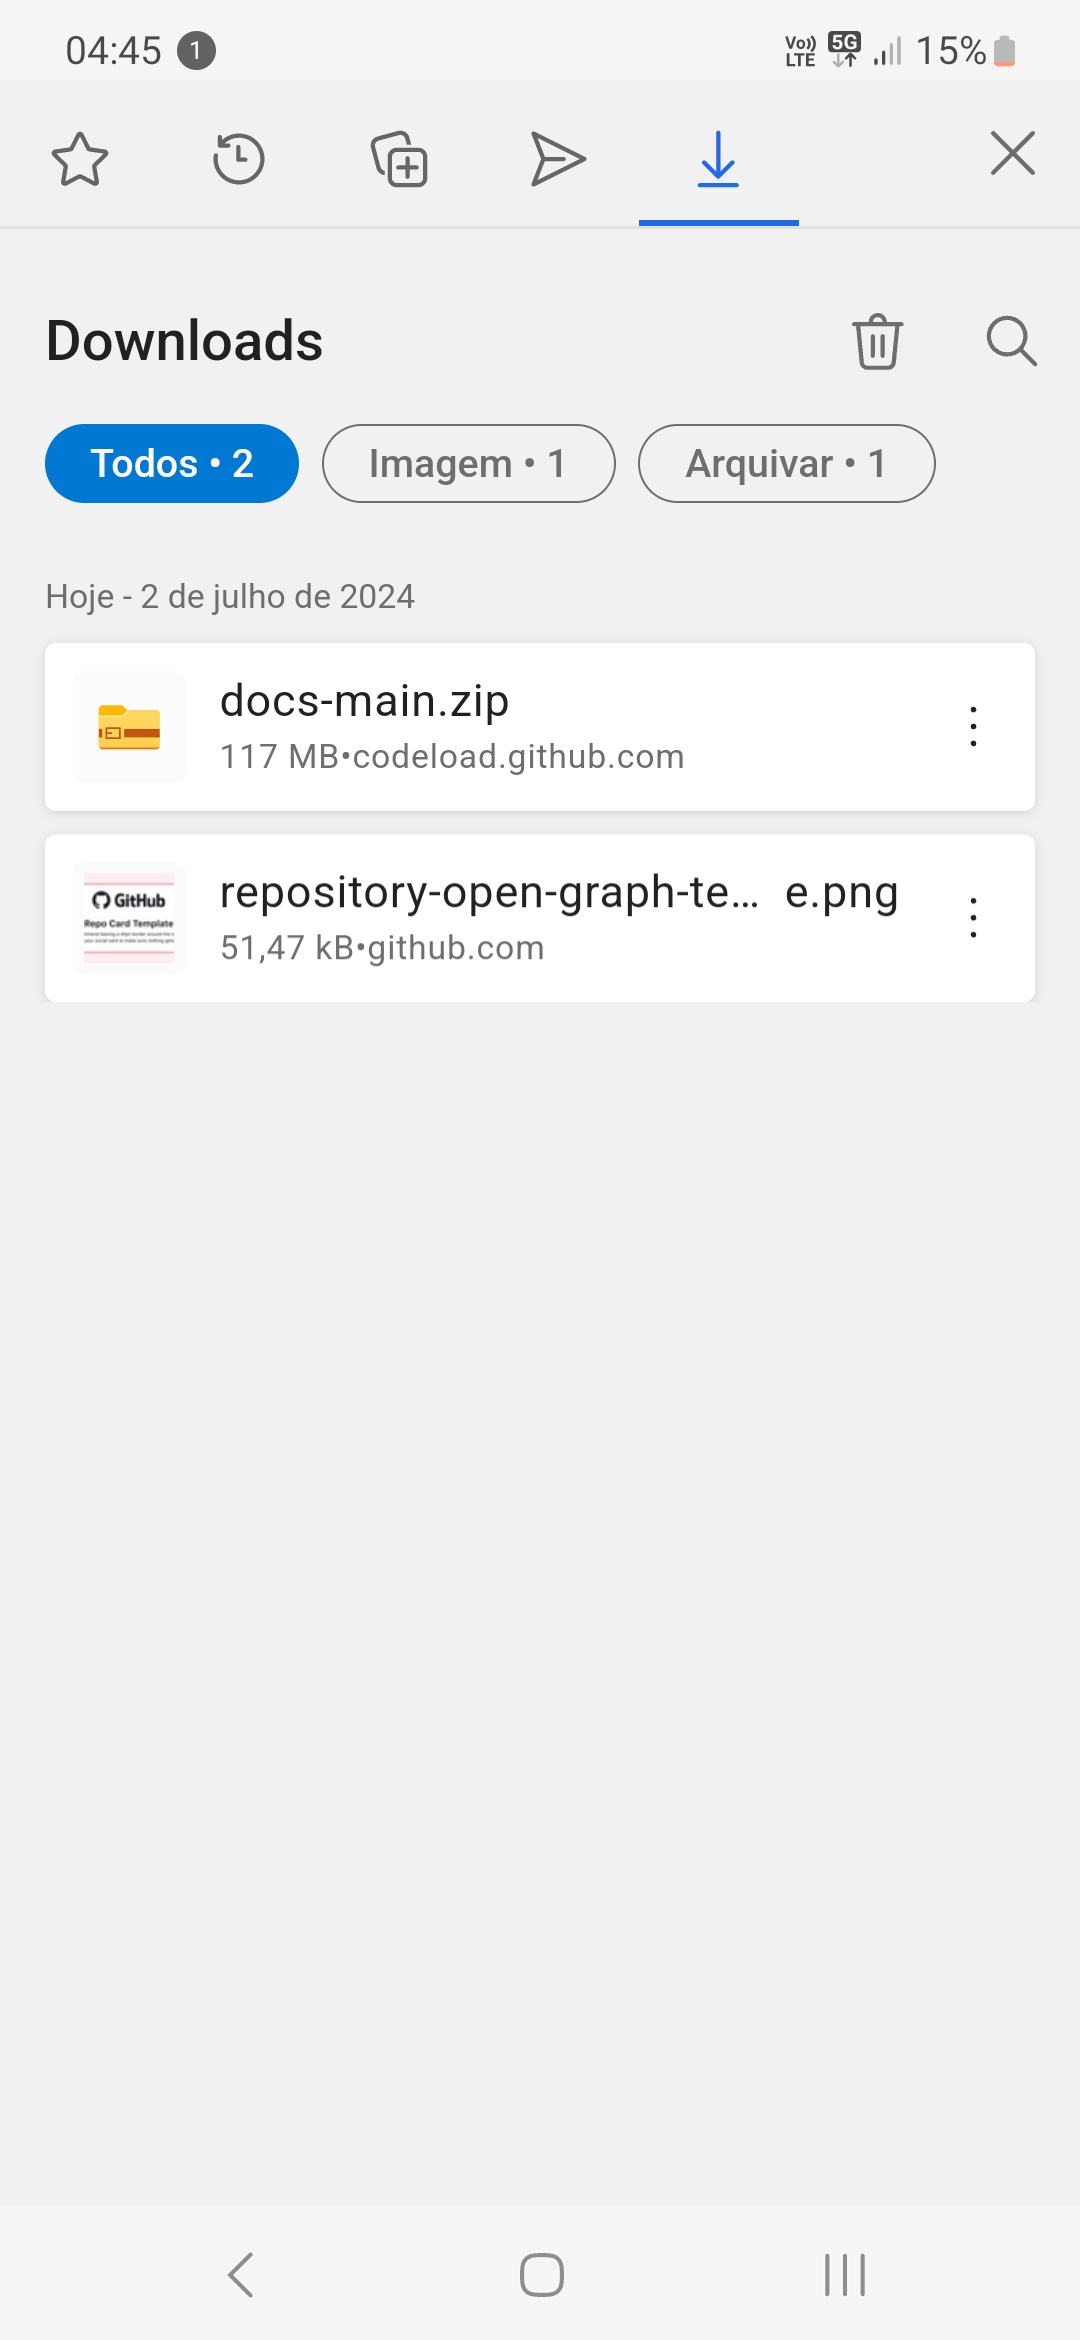 04:45 1 Vo)) LTE 5G 15%
Downloads
Todos • 2 Imagem • 1 Arquivar • 1
Hoje - 2 de julho de 2024
docs-main.zip
117 MB•codeload.github.com
repository-open-graph-te… e.png
51,47 kB•github.com
GitHub
Repo Card Template